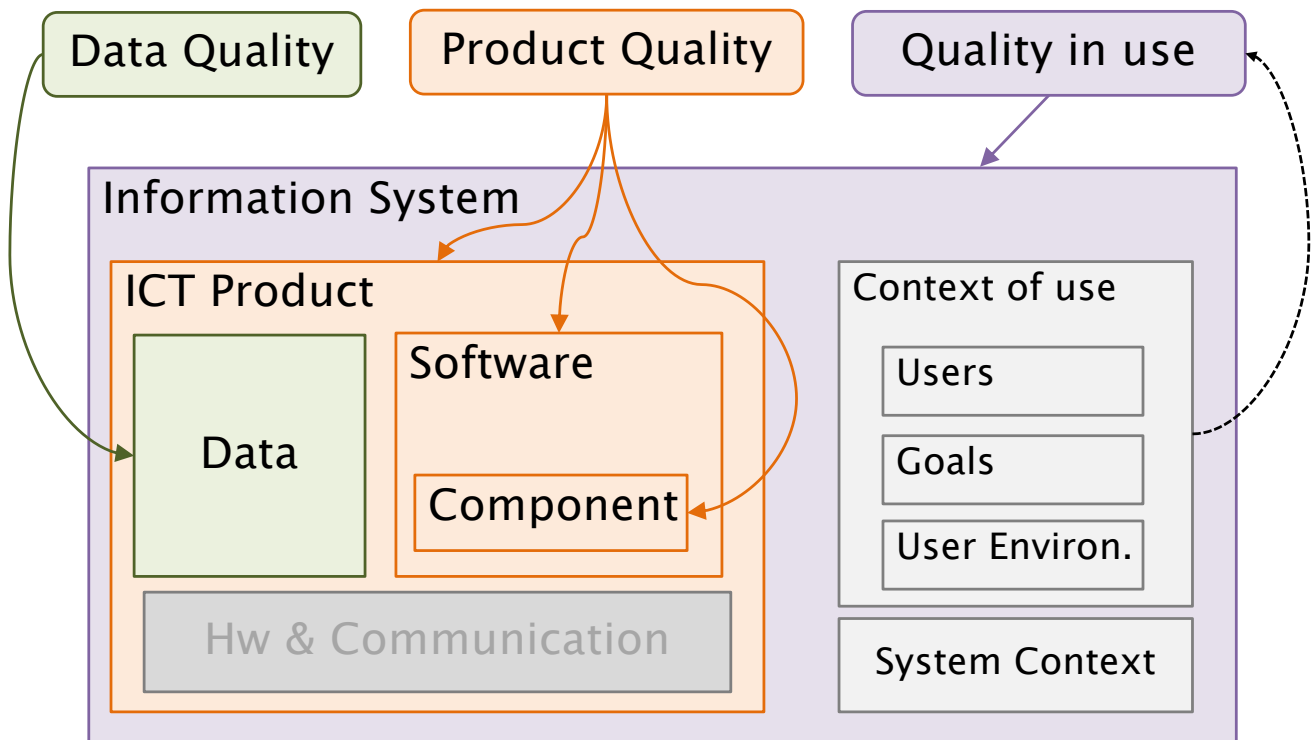 Data Quality
Product Quality
Quality in use
Information System
ICT Product
Data
Software
Component
Hw & Communication
Context of use
Users
Goals
User Environ.
System Context